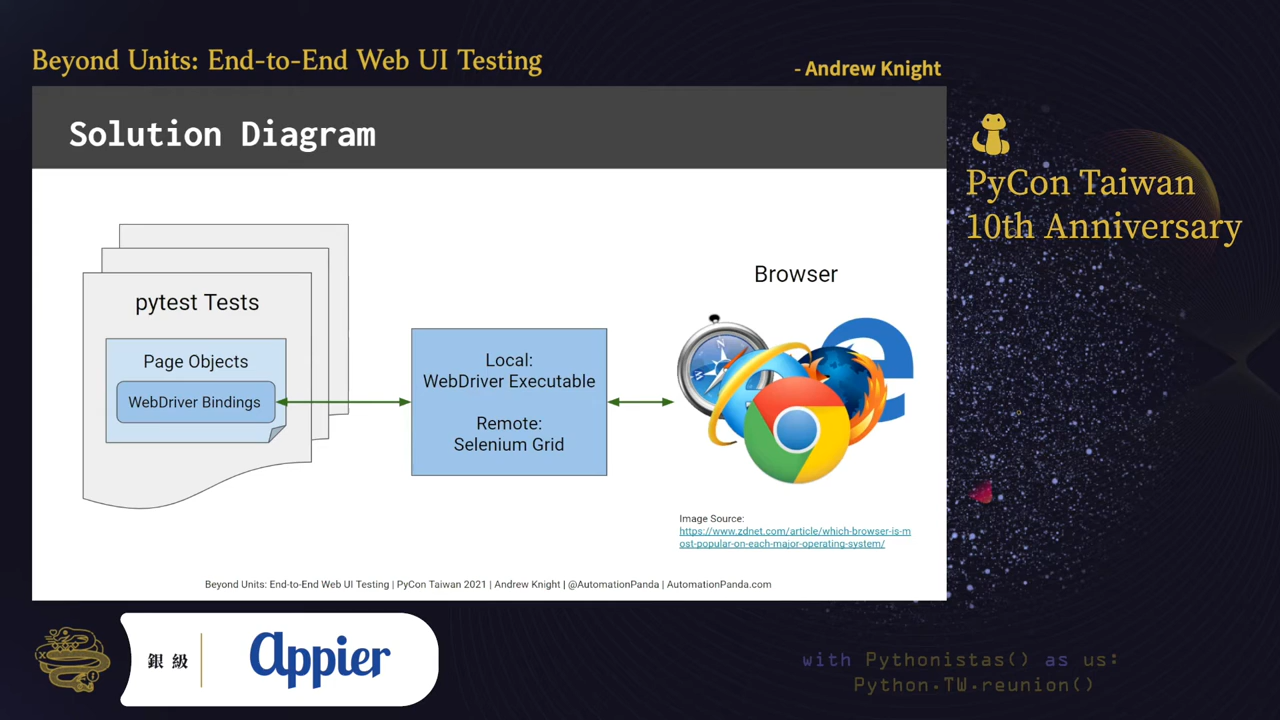 Beyond Units: End-to-End Web UI Testing
- Andrew Knight
Solution Diagram
PyCon Taiwan
10th Anniversary
pytest Tests
Page Objects
WebDriver Bindings
Local:
WebDriver Executable
Remote:
Selenium Grid
Browser
Image Source:
https://www.zdnet.com/article/which-browser-is-m
ost-popular-on-each-major-operating-system/
Beyond Units: End-to-End Web UI Testing | PyCon Taiwan 2021 | Andrew Knight | @AutomationPanda | AutomationPanda.com
銀級
Appier
with Pythonistas() as us:
Python.TW.reunion()